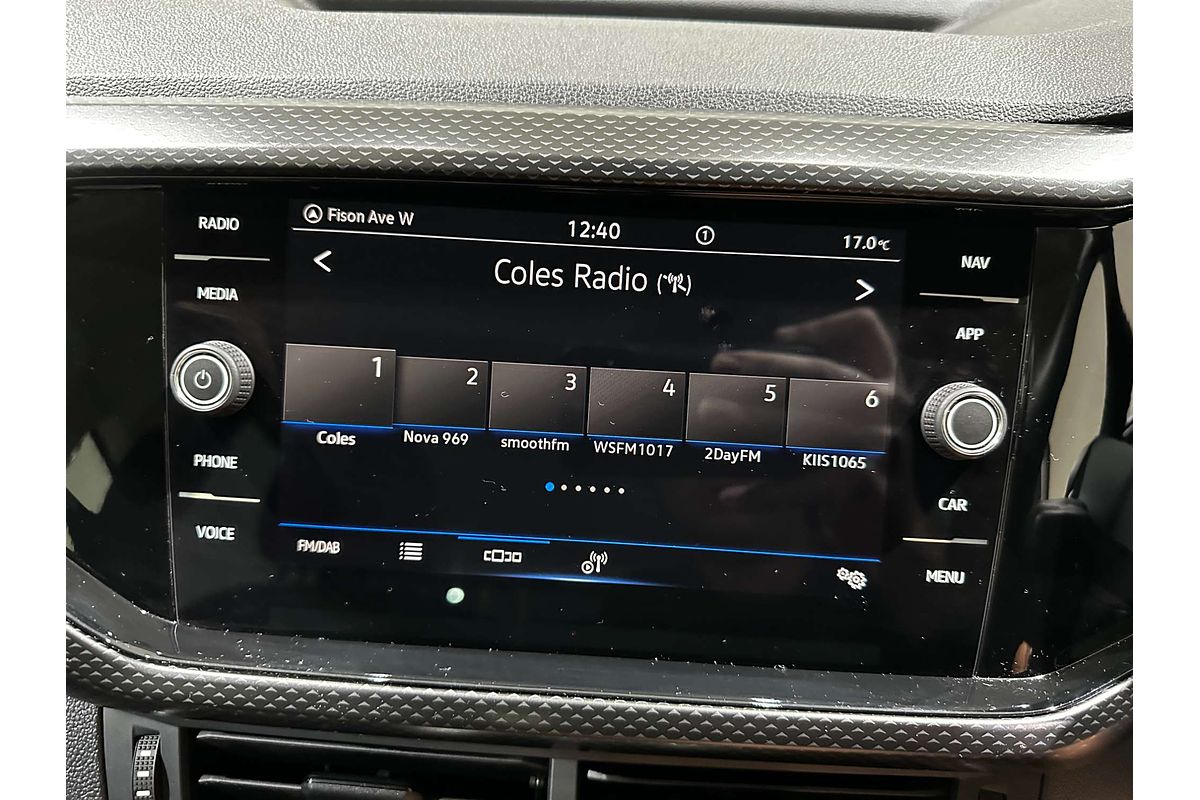 RADIO
MEDIA
PHONE
VOICE
Fison Ave W
12:40
1
17.0°C
Coles Radio
1
2
3
4
5
6
Coles
Nova 969
smoothfm
WSFM1017
2DayFM
KIIS1065
FM/DAB
NAV
APP
CAR
MENU